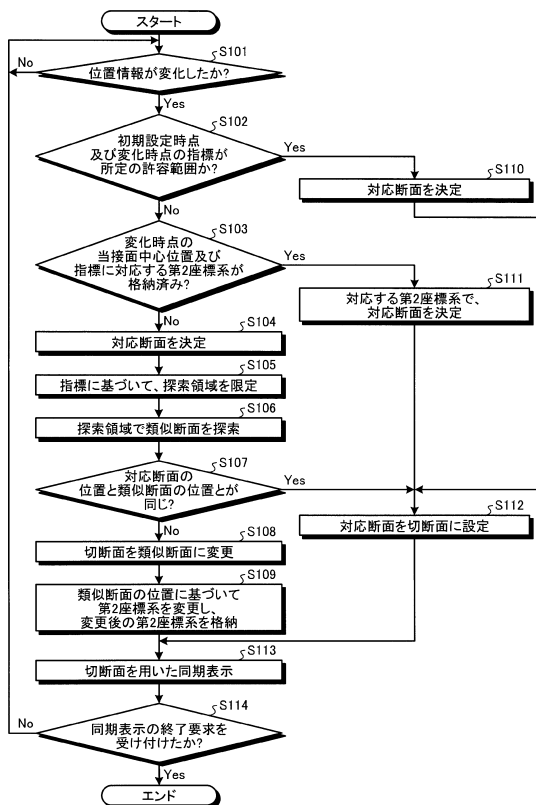 スタート
S101
位置情報が変化したか?
No
Yes
S102
初期設定時点
及び変化時点の指標が
所定の許容範囲か?
Yes
No
S110
対応断面を決定
S103
変化時点の
当接面中心位置及び
指標に対応する第2座標系が
格納済み?
Yes
No
S111
対応する第2座標系で、
対応断面を決定
S104
対応断面を決定
S105
指標に基づいて、探索領域を限定
S106
探索領域で類似断面を探索
S107
対応断面の
位置と類似断面の位置とが
同じ?
Yes
No
S112
対応断面を切断面に設定
S108
切断面を類似断面に変更
S109
類似断面の位置に基づいて
第2座標系を変更し、
変更後の第2座標系を格納
S113
切断面を用いた同期表示
S114
同期表示の終了要求を
受け付けたか?
No
Yes
エンド